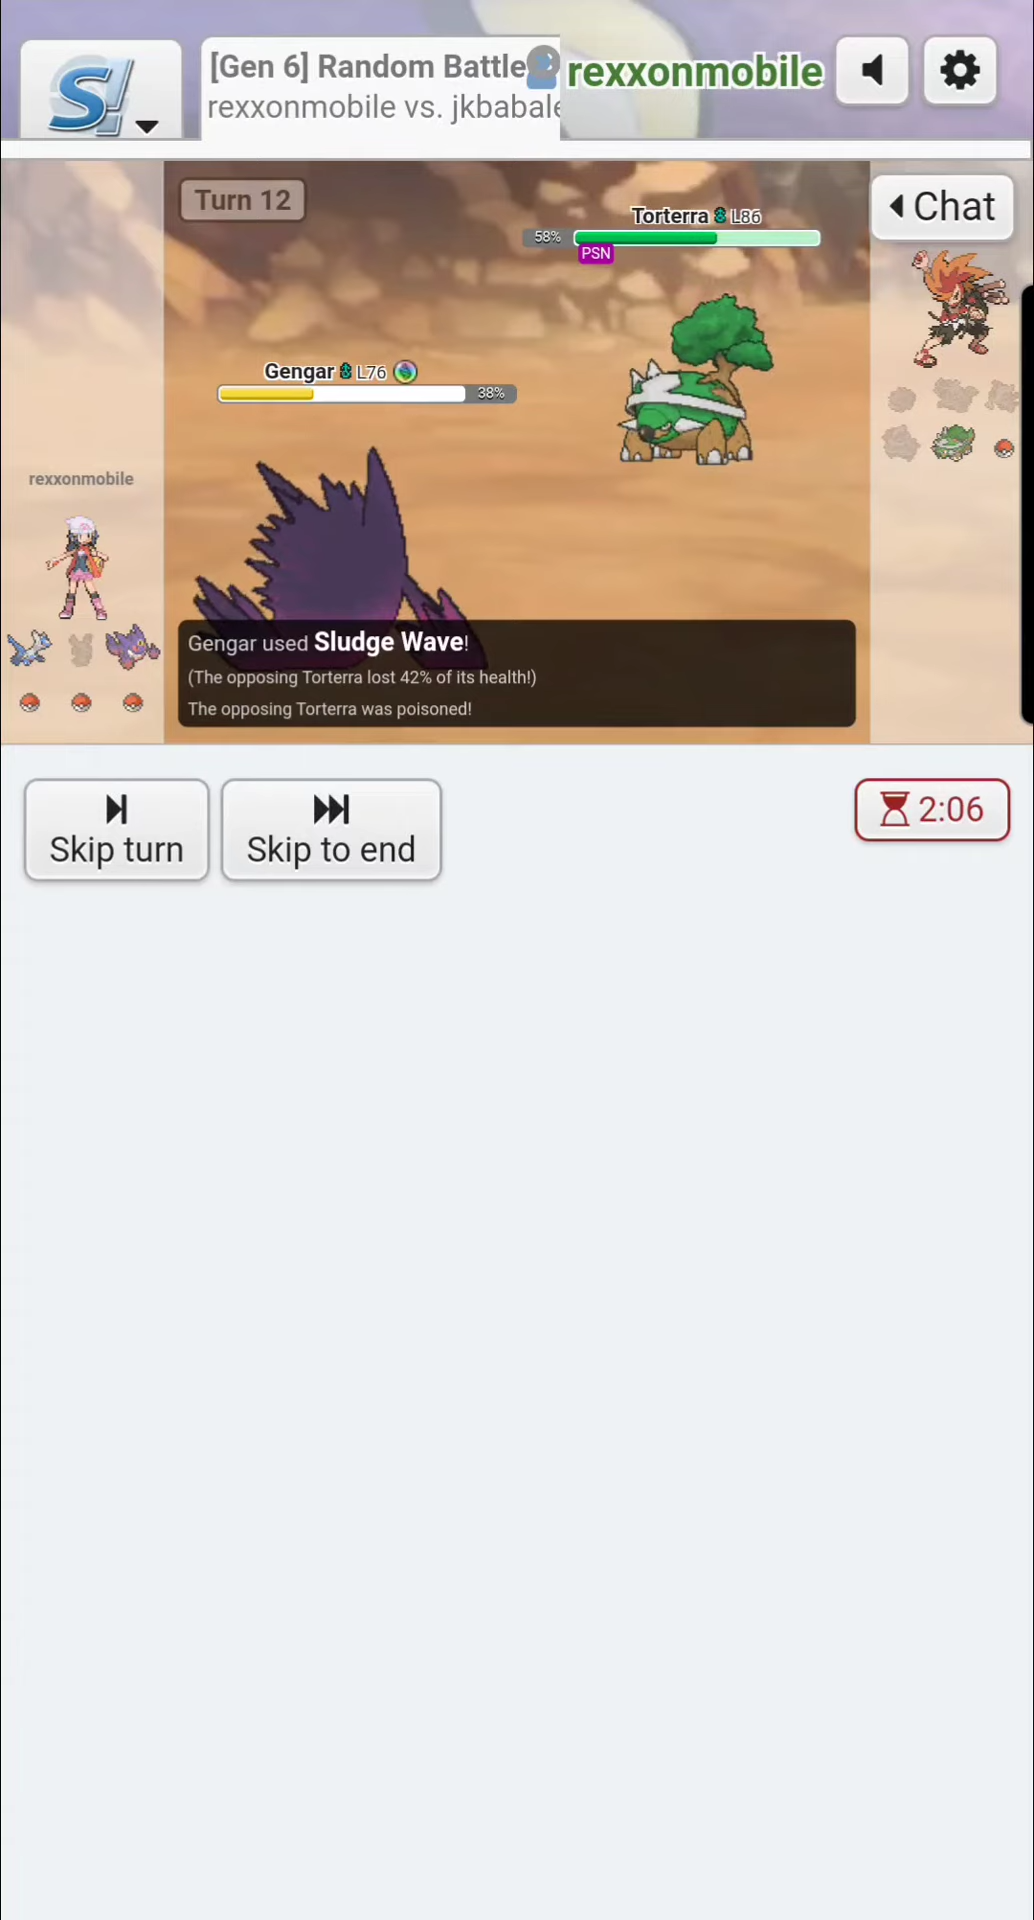 [Gen 6] Random Battle
rexxonmobile vs. jkbabale
rexxonmobile
Turn 12
Chat
Torterra L86
58%
PSN
Gengar L76
38%
rexxonmobile
Gengar used Sludge Wave!
(The opposing Torterra lost 42% of its health!)
The opposing Torterra was poisoned!
Skip turn
Skip to end
2:06